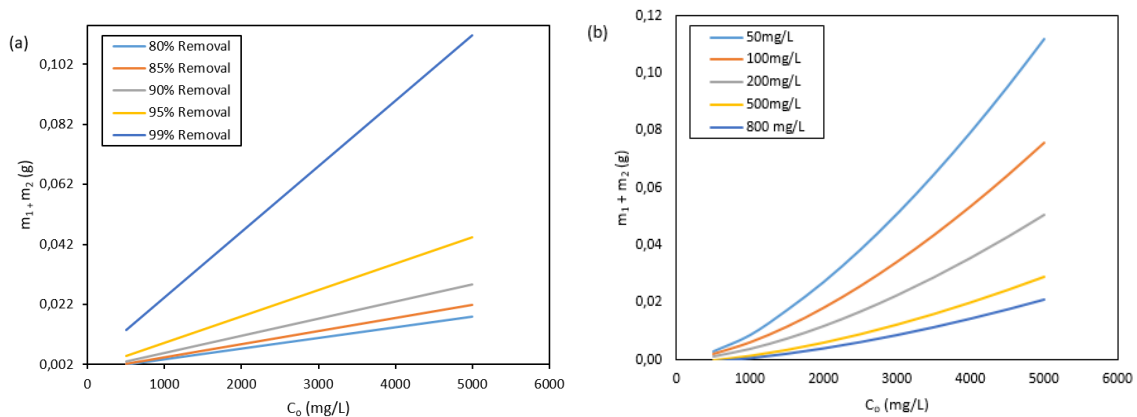 (a)
80% Removal
85% Removal
90% Removal
95% Removal
99% Removal
0,102
0,082
0,062
0,042
0,022
0,002
m1 + m2 (g)
0 1000 2000 3000 4000 5000 6000
Co (mg/L)
(b)
50mg/L
100mg/L
200mg/L
500mg/L
800 mg/L
0,12
0,10
0,08
0,06
0,04
0,02
0,00
m1 + m2 (g)
0 1000 2000 3000 4000 5000 6000
Co (mg/L)